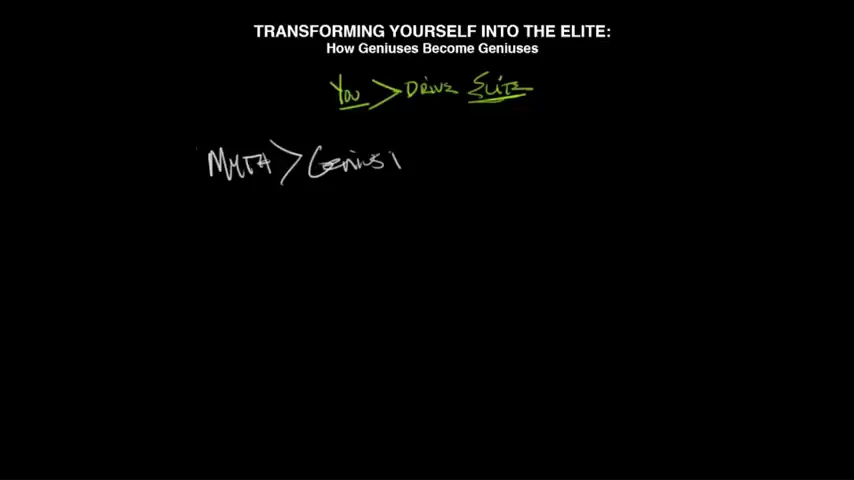 TRANSFORMING YOURSELF INTO THE ELITE:
How Geniuses Become Geniuses
You > DRIVE ELITE
MYTH > GENIUS